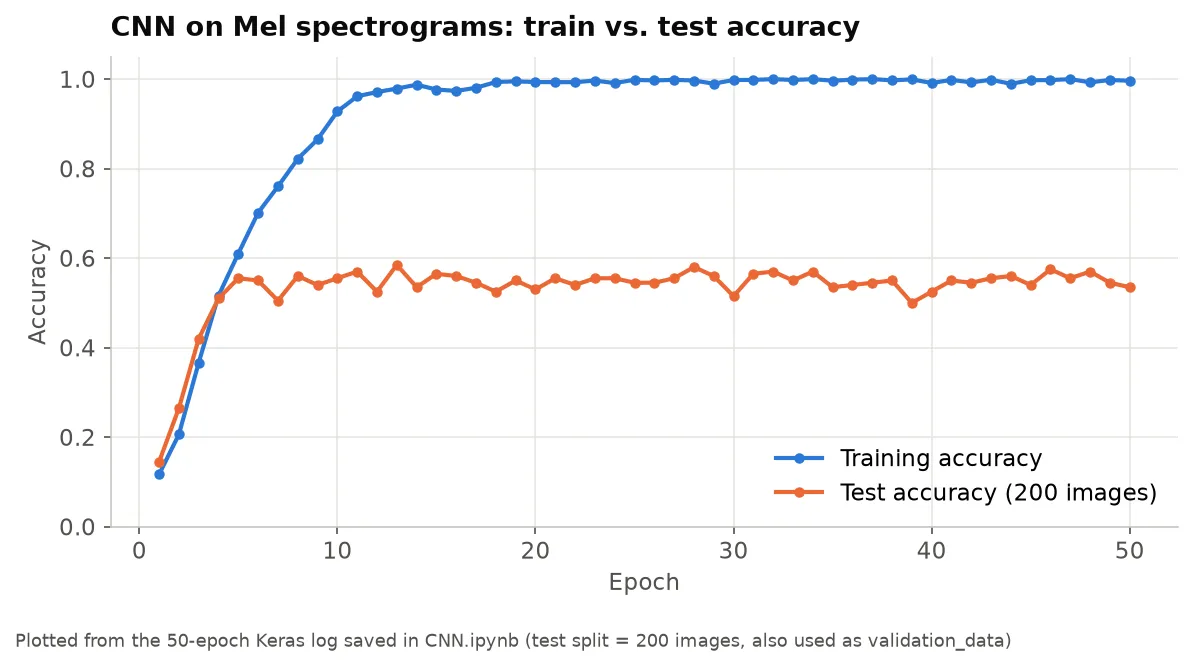 CNN on Mel spectrograms: train vs. test accuracy
1.0
0.8
0.6
0.4
0.2
0.0
Accuracy
Training accuracy
Test accuracy (200 images)
0
10
20
30
40
50
Epoch
Plotted from the 50-epoch Keras log saved in CNN.ipynb (test split = 200 images, also used as validation_data)